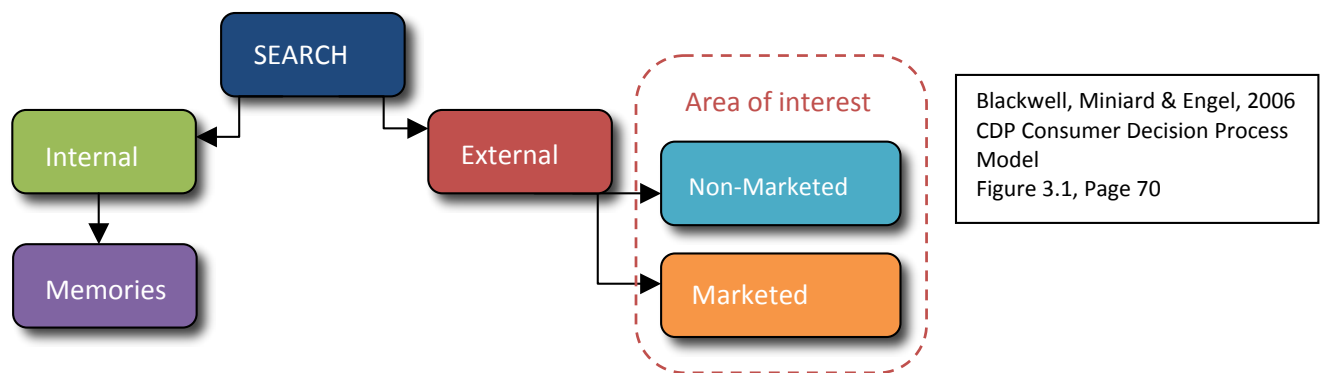 SEARCH
Internal
Memories
External
Area of interest
Non-Marketed
Marketed
Blackwell, Miniard & Engel, 2006
CDP Consumer Decision Process
Model
Figure 3.1, Page 70